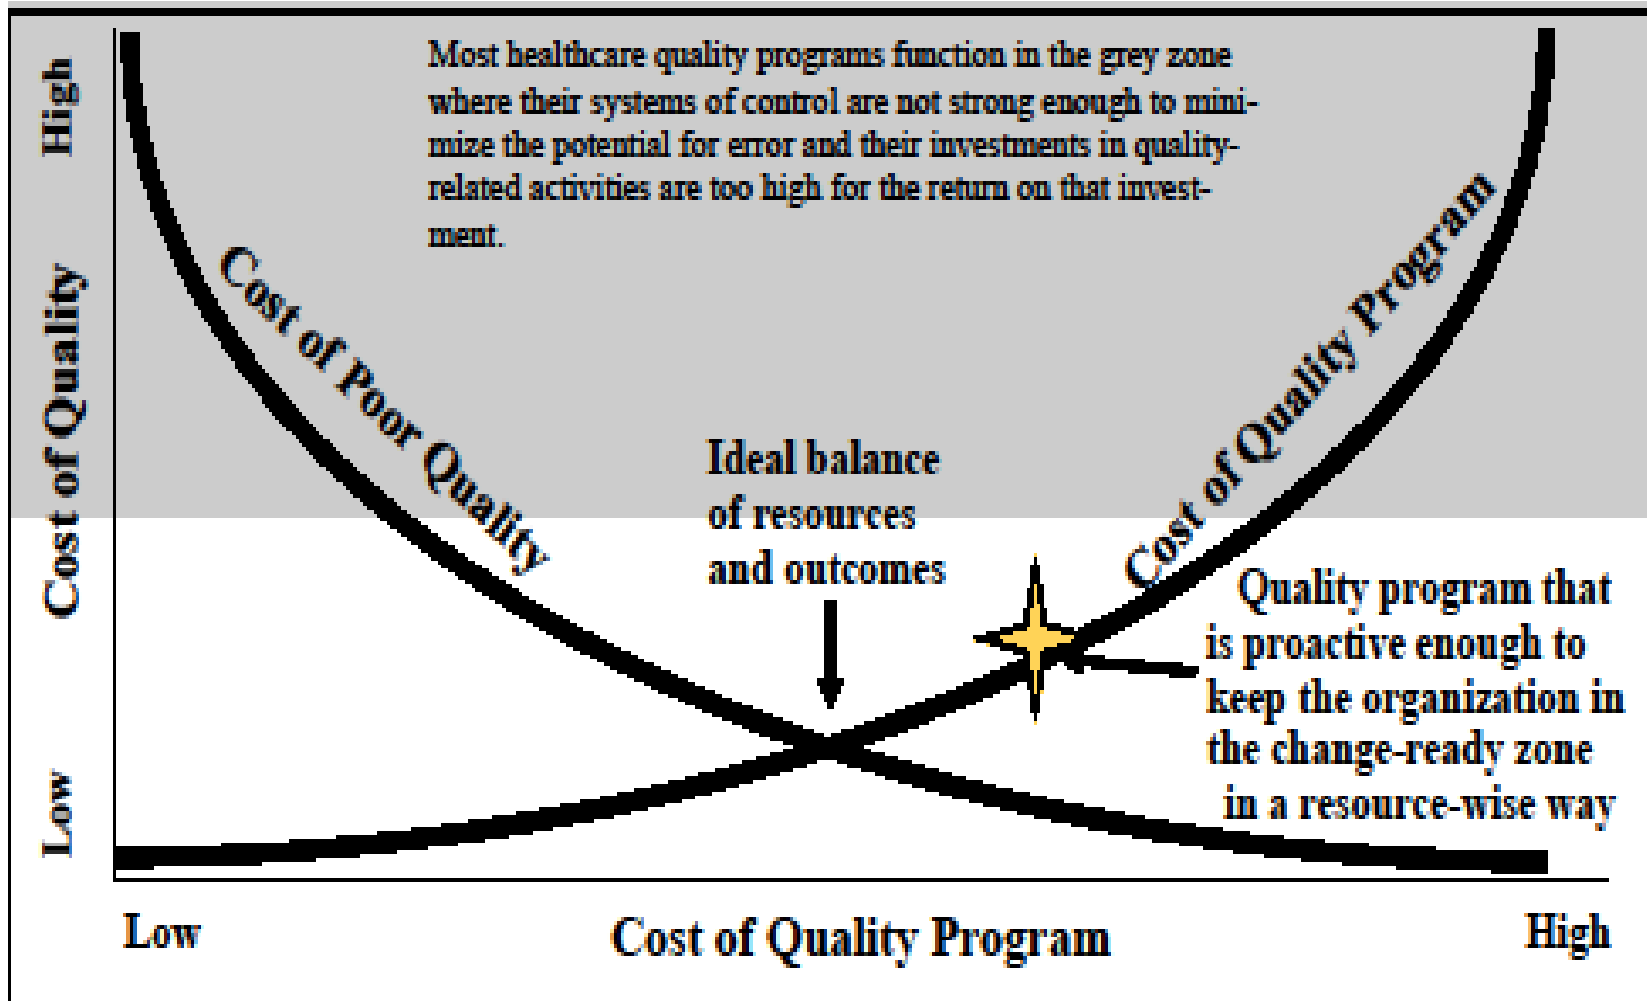 Most healthcare quality programs function in the grey zone
where their systems of control are not strong enough to mini-
mize the potential for error and their investments in quality-
related activities are too high for the return on that invest-
ment.
High
Cost of Quality
Low
Cost of Poor Quality
Cost of Quality Program
Ideal balance
of resources
and outcomes
Quality program that
is proactive enough to
keep the organization in
the change-ready zone
in a resource-wise way
Low
Cost of Quality Program
High